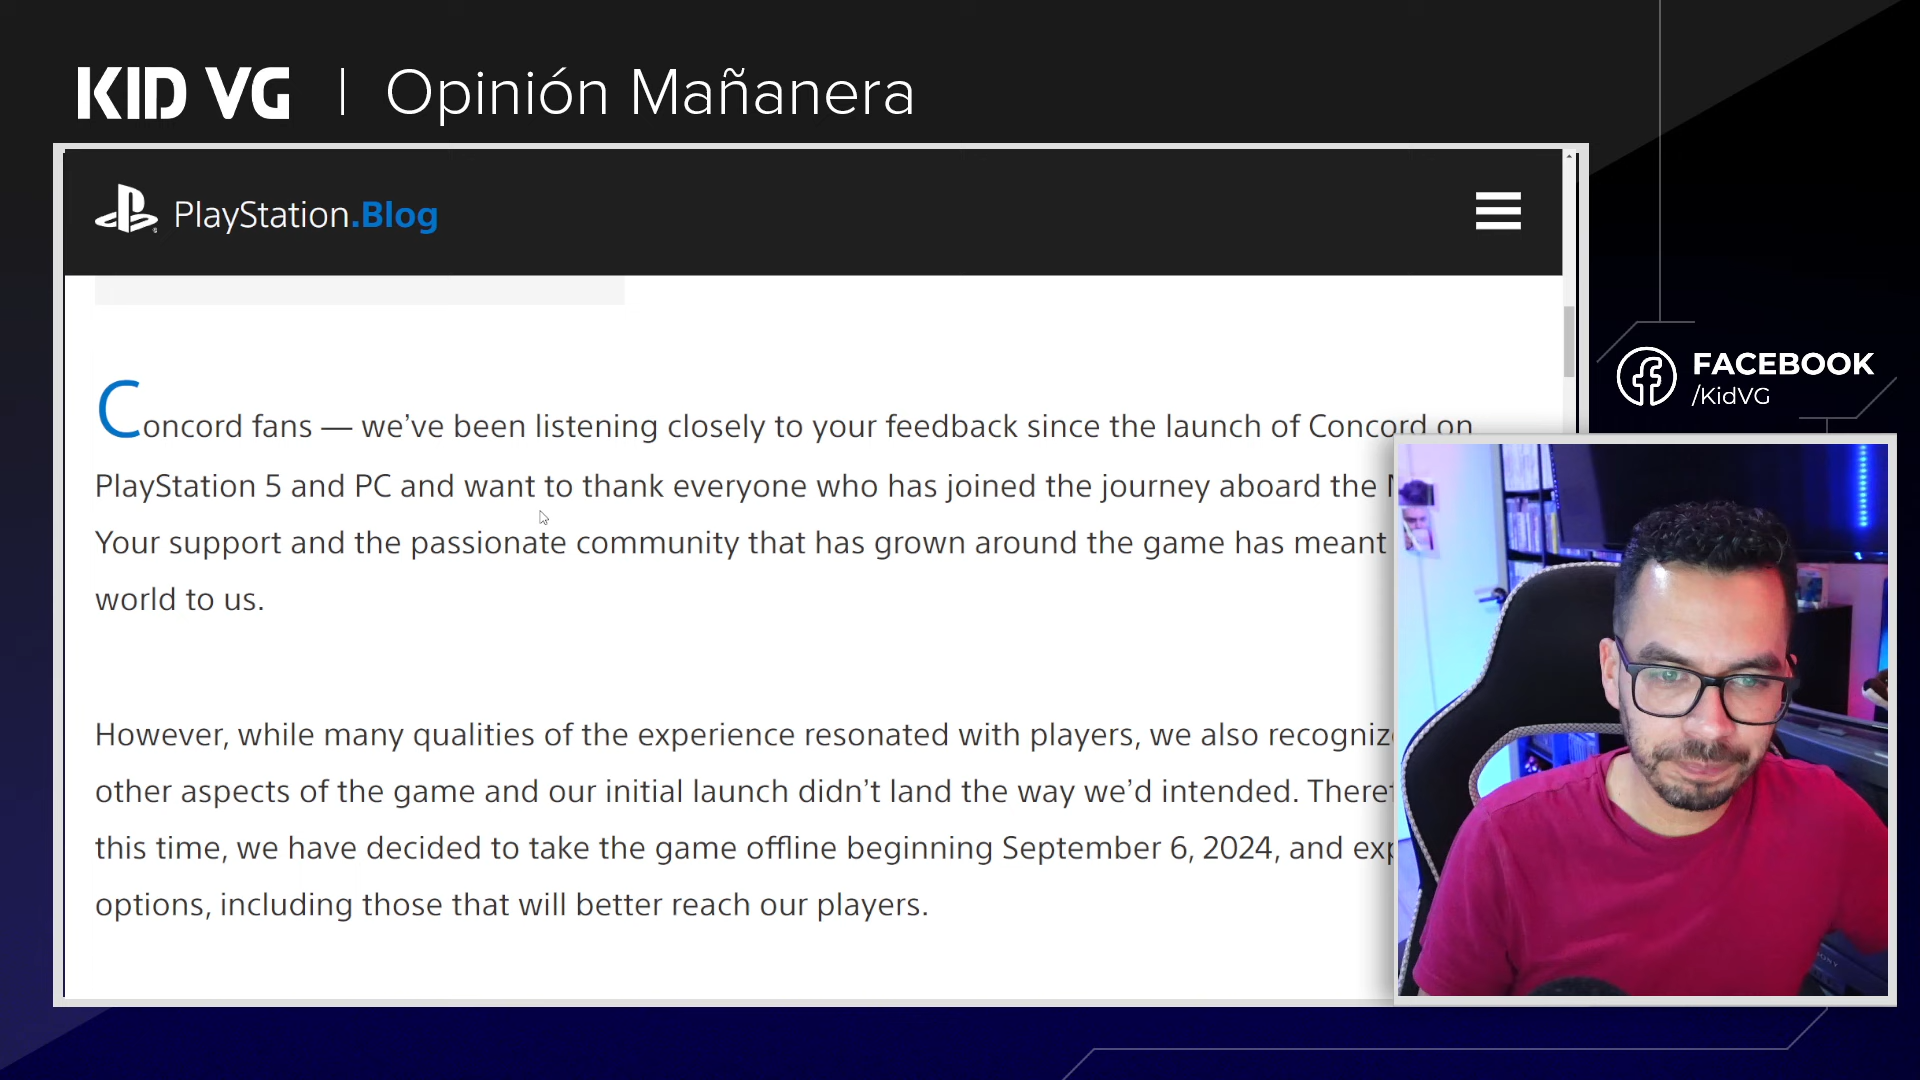 KID VG | Opinión Mañanera
PlayStation.Blog
FACEBOOK
/KidVG
Concord fans — we’ve been listening closely to your feedback since the launch of Concord on
PlayStation 5 and PC and want to thank everyone who has joined the journey aboard the
Your support and the passionate community that has grown around the game has meant
world to us.
However, while many qualities of the experience resonated with players, we also
other aspects of the game and our initial launch didn’t land the way we’d intended.
this time, we have decided to take the game offline beginning September 6, 2024, and
options, including those that will better reach our players.